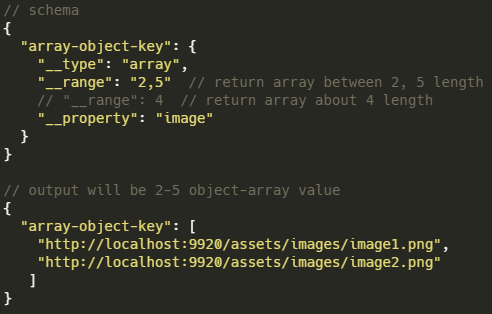 // schema
{
  "array-object-key": {
    "__type": "array",
    "__range": "2,5"  // return array between 2, 5 length
    // "__range": 4  // return array about 4 length
    "__property": "image"
  }
}

// output will be 2-5 object-array value
{
  "array-object-key": [
    "http://localhost:9920/assets/images/image1.png",
    "http://localhost:9920/assets/images/image2.png"
   ]
}